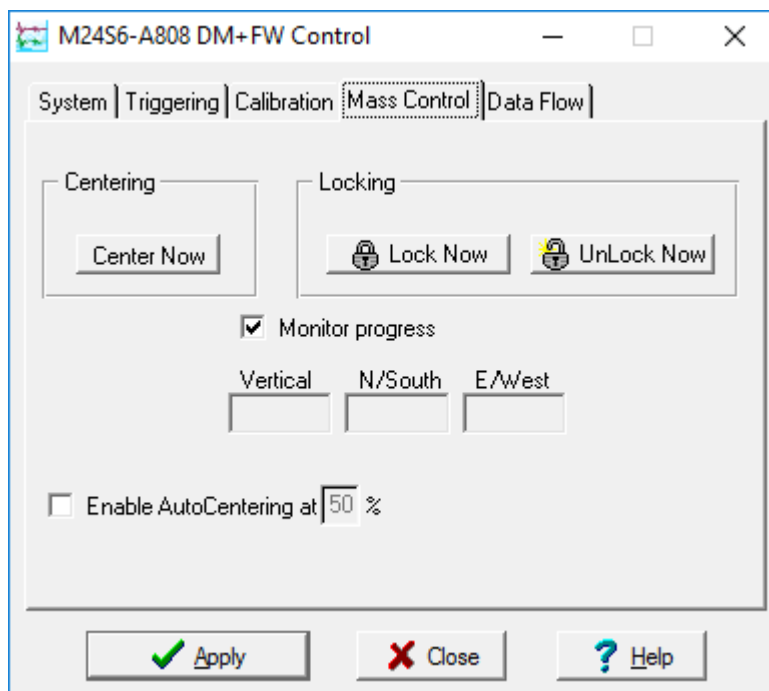 M24S6-A808 DM+FW Control
System Triggering Calibration Mass Control Data Flow
Centering Locking
Center Now Lock Now UnLock Now
Monitor progress
Vertical N/South E/West
Enable AutoCentering at 50 %
Apply Close Help